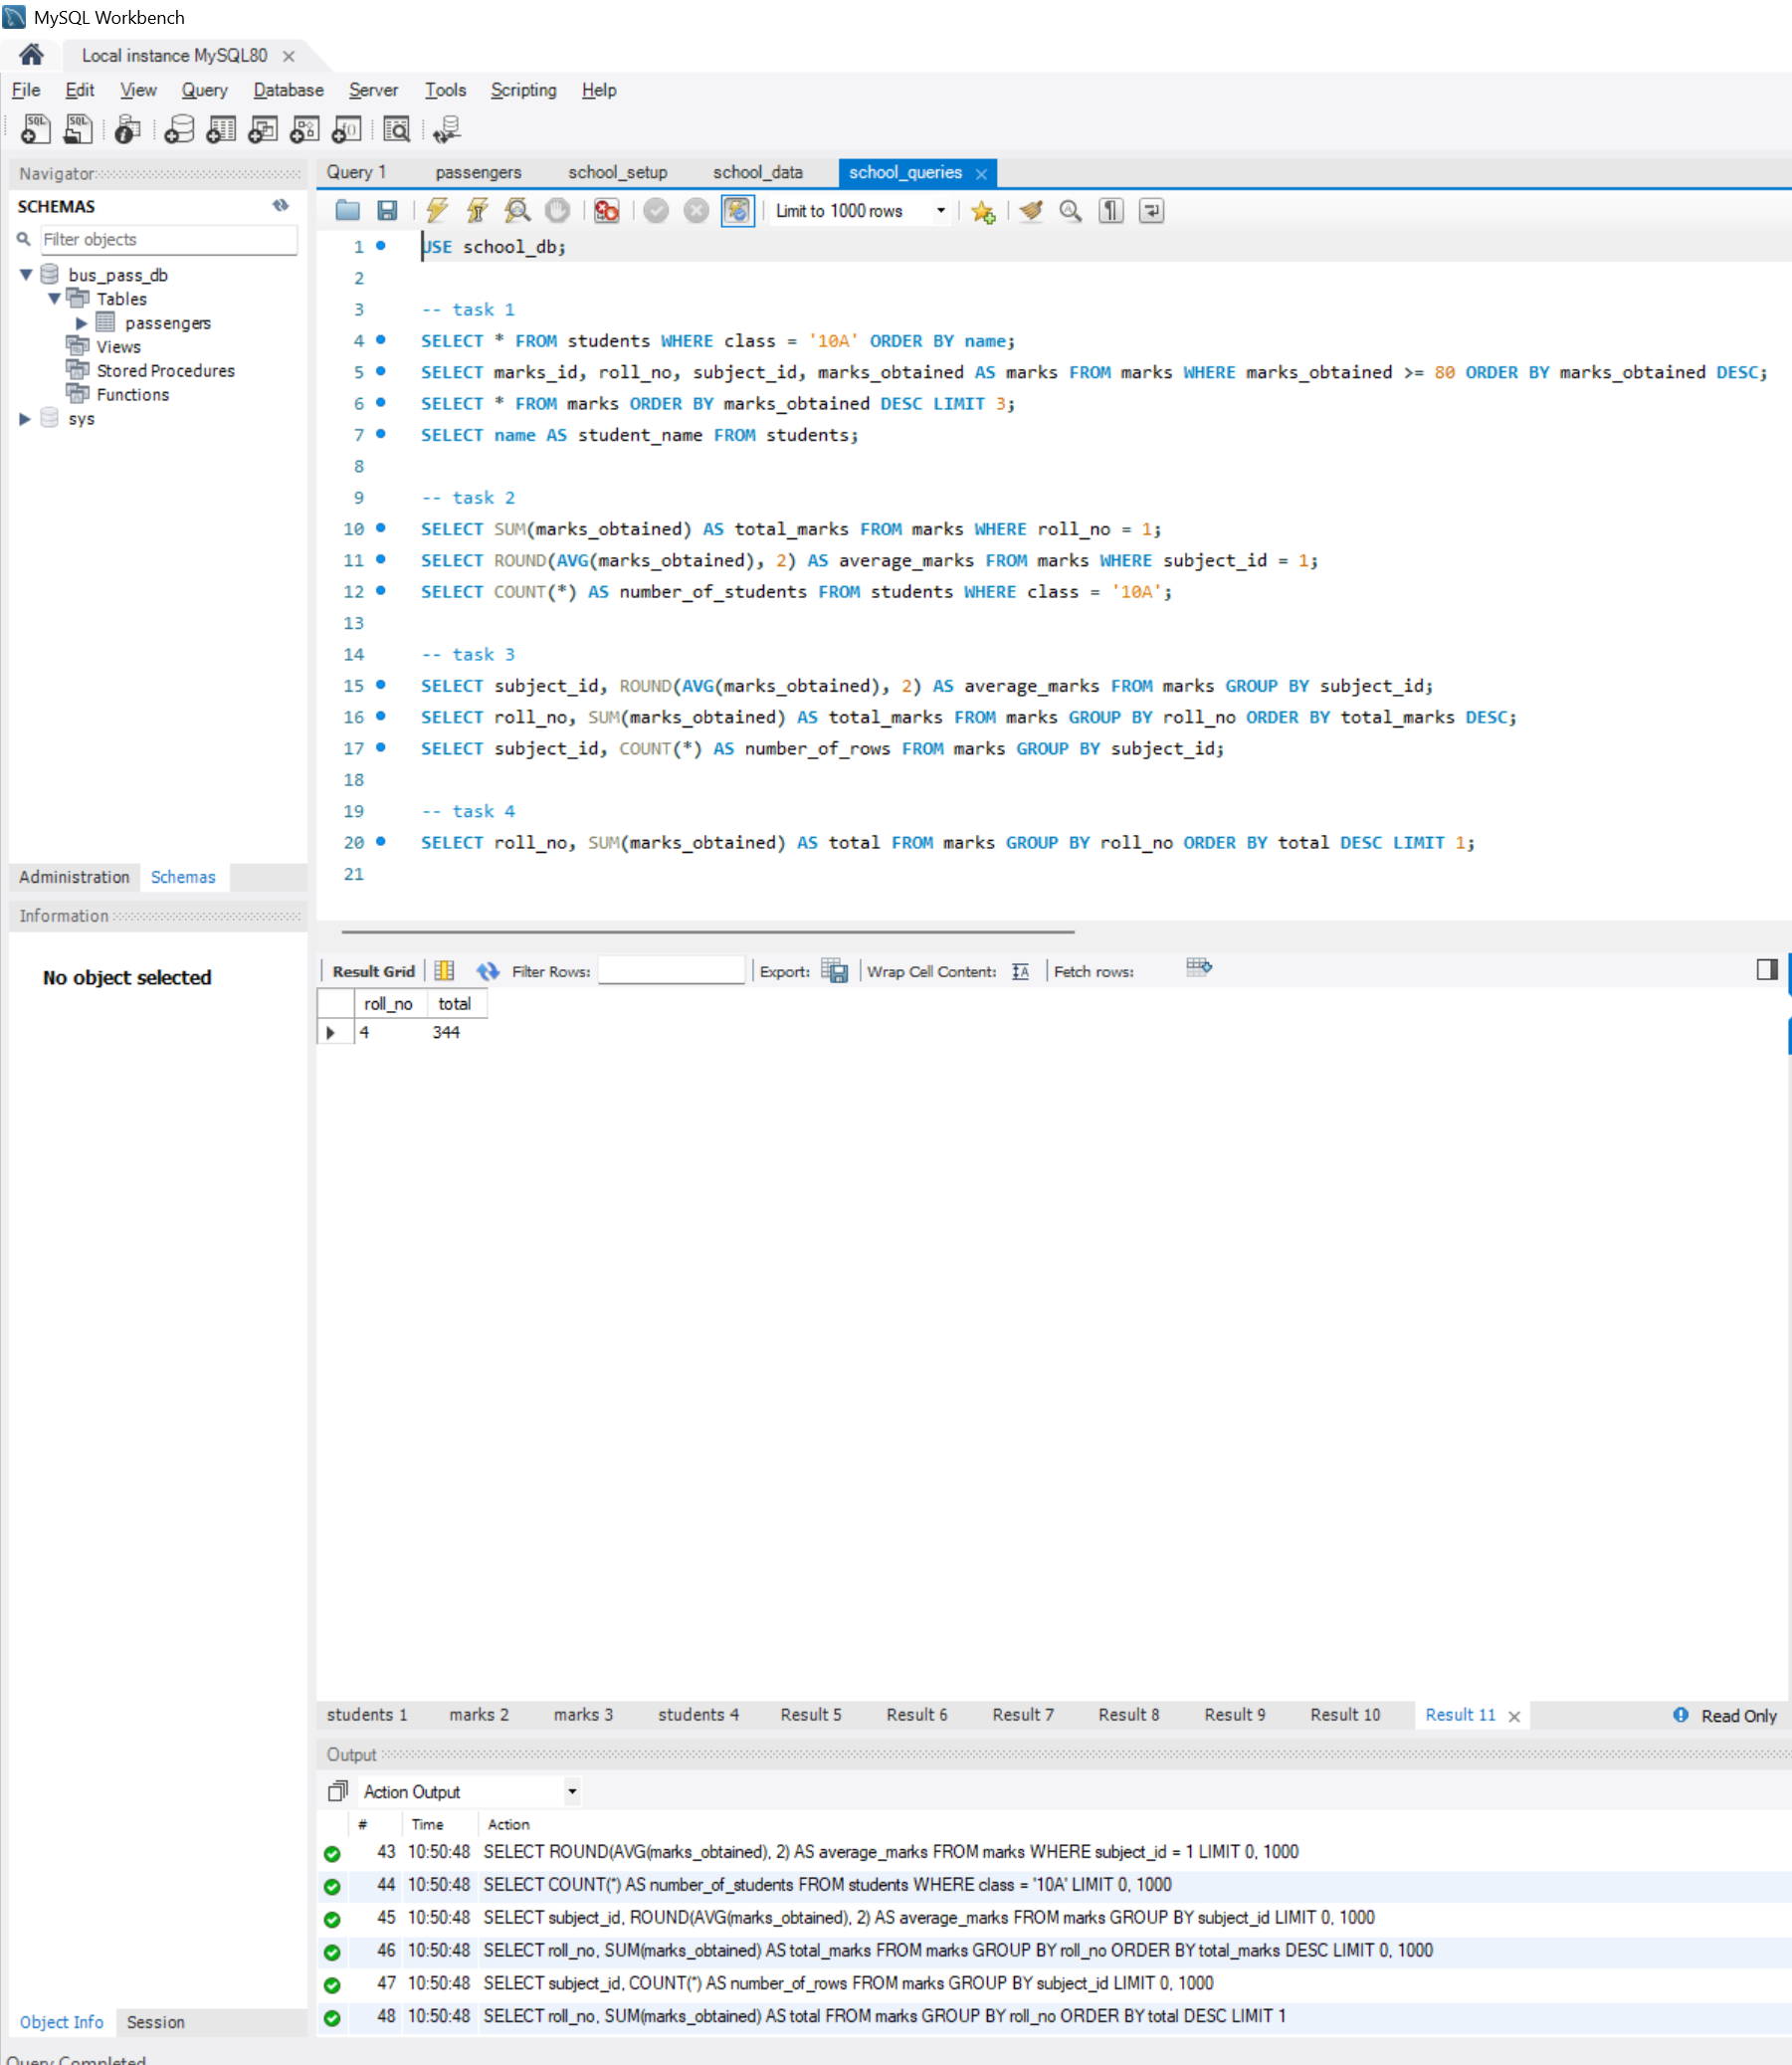 MySQL Workbench
Local instance MySQL80
File Edit View Query Database Server Tools Scripting Help
Navigator
SCHEMAS
Filter objects
bus_pass_db
Tables
passengers
Views
Stored Procedures
Functions
sys
Administration Schemas
Information
No object selected
Object Info Session
Query 1 passengers school_setup school_data school_queries
Limit to 1000 rows
1 USE school_db;
2
3 -- task 1
4 SELECT * FROM students WHERE class = '10A' ORDER BY name;
5 SELECT marks_id, roll_no, subject_id, marks_obtained AS marks FROM marks WHERE marks_obtained >= 80 ORDER BY marks_obtained DESC;
6 SELECT * FROM marks ORDER BY marks_obtained DESC LIMIT 3;
7 SELECT name AS student_name FROM students;
8
9 -- task 2
10 SELECT SUM(marks_obtained) AS total_marks FROM marks WHERE roll_no = 1;
11 SELECT ROUND(AVG(marks_obtained), 2) AS average_marks FROM marks WHERE subject_id = 1;
12 SELECT COUNT(*) AS number_of_students FROM students WHERE class = '10A';
13
14 -- task 3
15 SELECT subject_id, ROUND(AVG(marks_obtained), 2) AS average_marks FROM marks GROUP BY subject_id;
16 SELECT roll_no, SUM(marks_obtained) AS total_marks FROM marks GROUP BY roll_no ORDER BY total_marks DESC;
17 SELECT subject_id, COUNT(*) AS number_of_rows FROM marks GROUP BY subject_id;
18
19 -- task 4
20 SELECT roll_no, SUM(marks_obtained) AS total FROM marks GROUP BY roll_no ORDER BY total DESC LIMIT 1;
21
Result Grid Filter Rows: Export: Wrap Cell Content: Fetch rows:
roll_no total
4 344
students 1 marks 2 marks 3 students 4 Result 5 Result 6 Result 7 Result 8 Result 9 Result 10 Result 11 Read Only
Output
Action Output
# Time Action
43 10:50:48 SELECT ROUND(AVG(marks_obtained), 2) AS average_marks FROM marks WHERE subject_id = 1 LIMIT 0, 1000
44 10:50:48 SELECT COUNT(*) AS number_of_students FROM students WHERE class = '10A' LIMIT 0, 1000
45 10:50:48 SELECT subject_id, ROUND(AVG(marks_obtained), 2) AS average_marks FROM marks GROUP BY subject_id LIMIT 0, 1000
46 10:50:48 SELECT roll_no, SUM(marks_obtained) AS total_marks FROM marks GROUP BY roll_no ORDER BY total_marks DESC LIMIT 0, 1000
47 10:50:48 SELECT subject_id, COUNT(*) AS number_of_rows FROM marks GROUP BY subject_id LIMIT 0, 1000
48 10:50:48 SELECT roll_no, SUM(marks_obtained) AS total FROM marks GROUP BY roll_no ORDER BY total DESC LIMIT 1
Query Completed